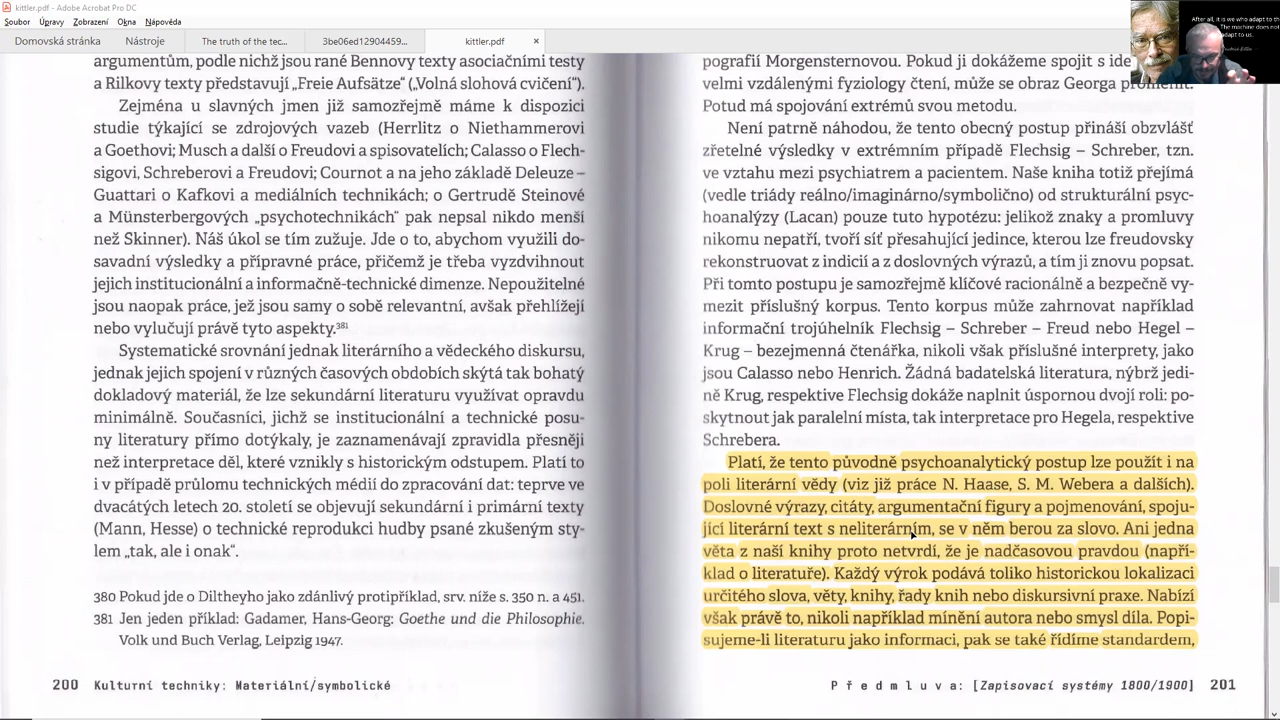 kittler.pdf - Adobe Acrobat Pro DC
Soubor Úpravy Zobrazení Okna Nápověda
Domovská stránka Nástroje The truth of the tec... 3b e06ed13b04459... kittler.pdf ×
After all, it is we who adapt to the
The machine does not
adapt to us.
argumentům, podle nichž jsou rané Bennovy texty asociačními testy
a Rilkovy texty představují „Freie Aufsätze“ („Volná slohová cvičení“).
Zejména u slavných jmen již samozřejmě máme k dispozici
studie týkající se zdrojových vazeb (Herrlitz o Niethammerovi
a Goethovi; Musch a další o Freudovi a spisovatelích; Calasso o Flech-
sigovi, Schreberovi a Freudovi; Cournot a na jeho základě Deleuze –
Guattari o Kafkovi a mediálních technikách; o Gertrudě Steinové
a Münsterbergových „psychotechnikách“ pak nepsal nikdo menší
než Skinner). Náš úkol se tím zužuje. Jde o to, abychom využili do-
savadní výsledky a přípravné práce, přičemž je třeba vyzdvihnout
jejich institucionální a informačně-technické dimenze. Nepoužitelné
jsou naopak práce, jež jsou samy o sobě relevantní, avšak přehlížejí
nebo vylučují právě tyto aspekty.381
Systematické srovnání jednak literárního a vědeckého diskursu,
jednak jejich spojení v různých časových obdobích skýtá tak bohatý
dokladový materiál, že lze sekundární literaturu využívat opravdu
minimálně. Současníci, jichž se institucionální a technické posu-
ny literatury přímo dotýkaly, je zaznamenávají zpravidla přesněji
než interpretace děl, které vznikly s historickým odstupem. Platí to
i v případě průlomu technických médií do zpracování dat: teprve ve
dvacátých letech 20. století se objevují sekundární i primární texty
(Mann, Hesse) o technické reprodukci hudby psané zkušeným sty-
lem „tak, ale i onak“.
380 Pokud jde o Diltheyho jako zdánlivý protipříklad, srv. níže s. 350 n. a 451.
381 Jen jeden příklad: Gadamer, Hans-Georg: Goethe und die Philosophie.
Volk und Buch Verlag, Leipzig 1947.
200 Kulturní techniky: Materiální/symbolické
pografii Morgensternovou. Pokud ji dokážeme spojit s ide
velmi vzdálenými fyziology čtení, může se obraz Georga proměnit.
Potud má spojování extrémů svou metodu.
Není patrně náhodou, že tento obecný postup přináší obzvlášť
zřetelné výsledky v extrémním případě Flechsig – Schreber, tzn.
ve vztahu mezi psychiatrem a pacientem. Naše kniha totiž přejímá
(vedle triády reálno/imaginárno/symbolično) od strukturální psyc-
hoanalýzy (Lacan) pouze tuto hypotézu: jelikož znaky a promluvy
nikomu nepatří, tvoří síť přesahující jedince, kterou lze freudovsky
rekonstruovat z indicií a z doslovných výrazů, a tím ji znovu popsat.
Při tomto postupu je samozřejmě klíčové racionálně a bezpečně vy-
mezit příslušný korpus. Tento korpus může zahrnovat například
informační trojúhelník Flechsig – Schreber – Freud nebo Hegel –
Krug – bezejmenná čtenářka, nikoli však příslušné interprety, jako
jsou Calasso nebo Henrich. Žádná badatelská literatura, nýbrž jedi-
ně Krug, respektive Flechsig dokáže naplnit úspornou dvojí roli: po-
skytnout jak paralelní místa, tak interpretace pro Hegela, respektive
Schrebera.
Platí, že tento původně psychoanalytický postup lze použít i na
poli literární vědy (viz již práce N. Haase, S. M. Webera a dalších).
Doslovné výrazy, citáty, argumentační figury a pojmenování, spoju-
jící literární text s neliterárním, se v něm berou za slovo. Ani jedna
věta z naší knihy proto netvrdí, že je nadčasovou pravdou (napří-
klad o literatuře). Každý výrok podává toliko historickou lokalizaci
určitého slova, věty, knihy, řady knih nebo diskursivní praxe. Nabízí
však právě to, nikoli například mínění autora nebo smysl díla. Popi-
sujeme-li literaturu jako informaci, pak se také řídíme standardem,
Předmluva: [Zapisovací systémy 1800/1900] 201